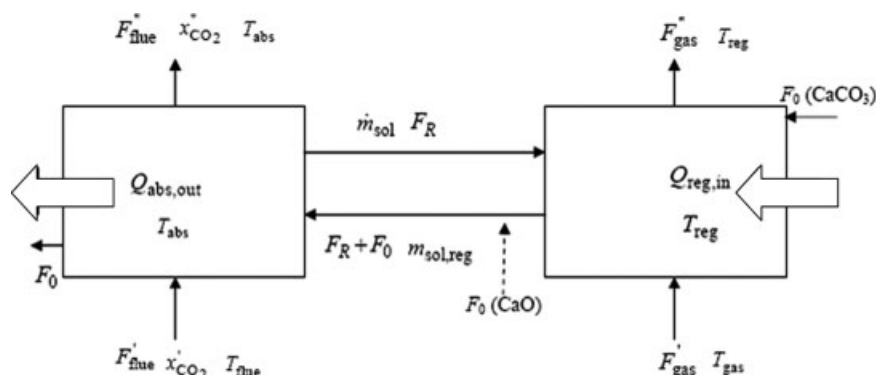 F"flue x"CO2 Tabs
F"gas Treg
F0 (CaCO3)
ṁsol FR
Qabs,out
Tabs
Qreg,in
Treg
F0
FR + F0 msol,reg
F0 (CaO)
F'flue x'CO2 Tflue
F'gas Tgas